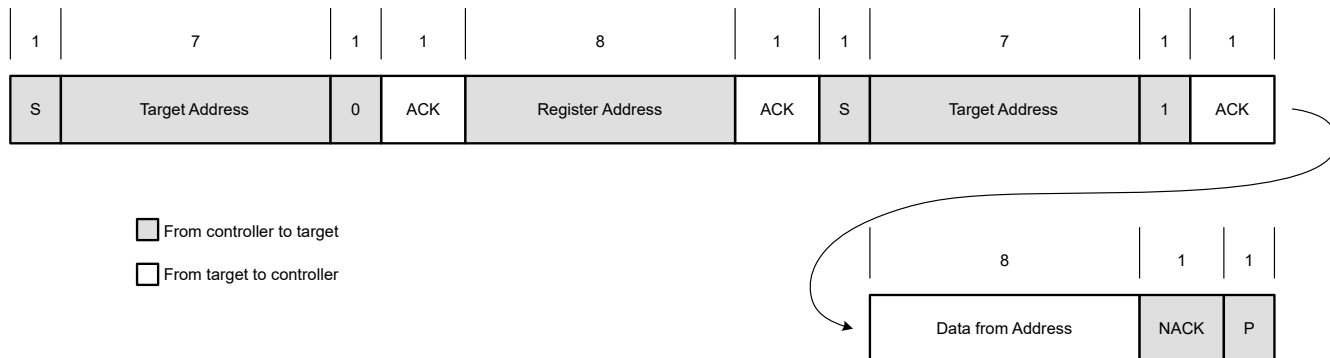 1 7 1 1 8 1 1 7 1 1
S Target Address 0 ACK Register Address ACK S Target Address 1 ACK
From controller to target
From target to controller
8 1 1
Data from Address NACK P